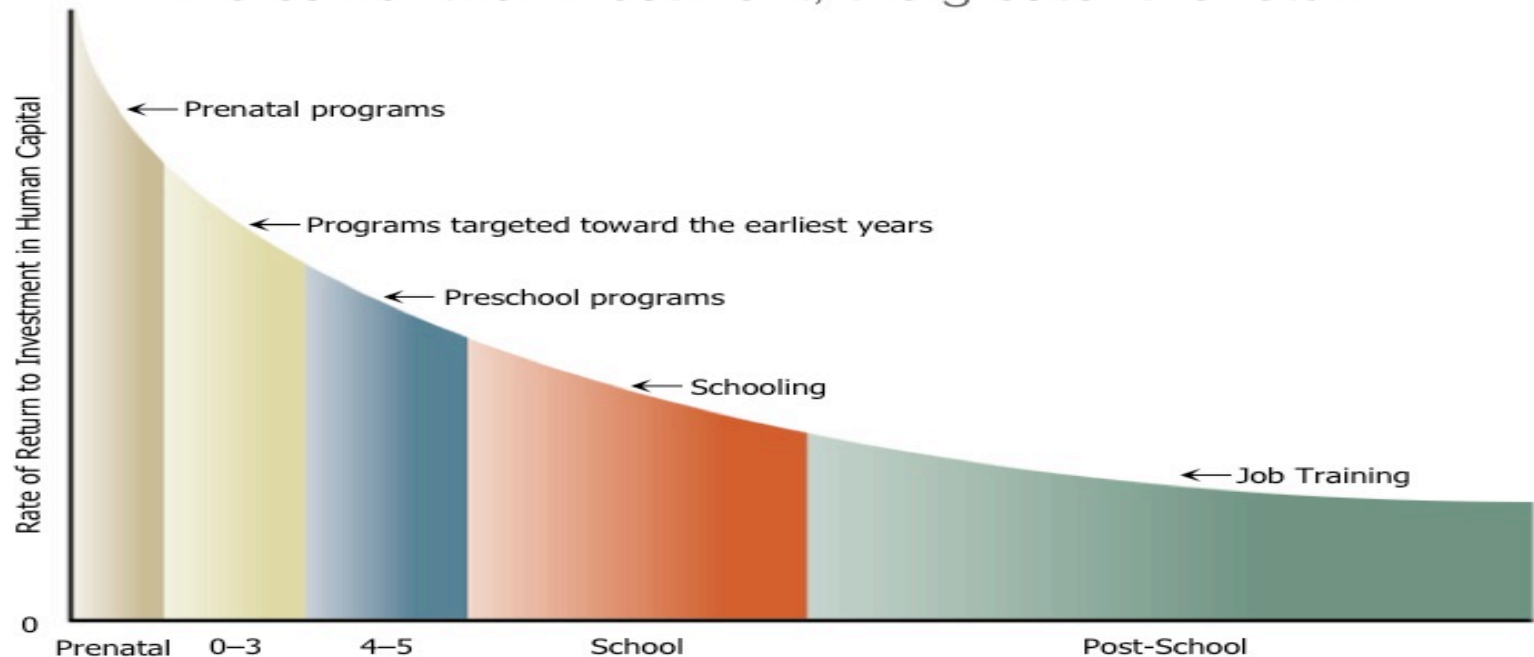 Prenatal programs
Programs targeted toward the earliest years
Preschool programs
Schooling
Job Training
Rate of Return to Investment in Human Capital
0
Prenatal 0–3 4–5 School Post-School